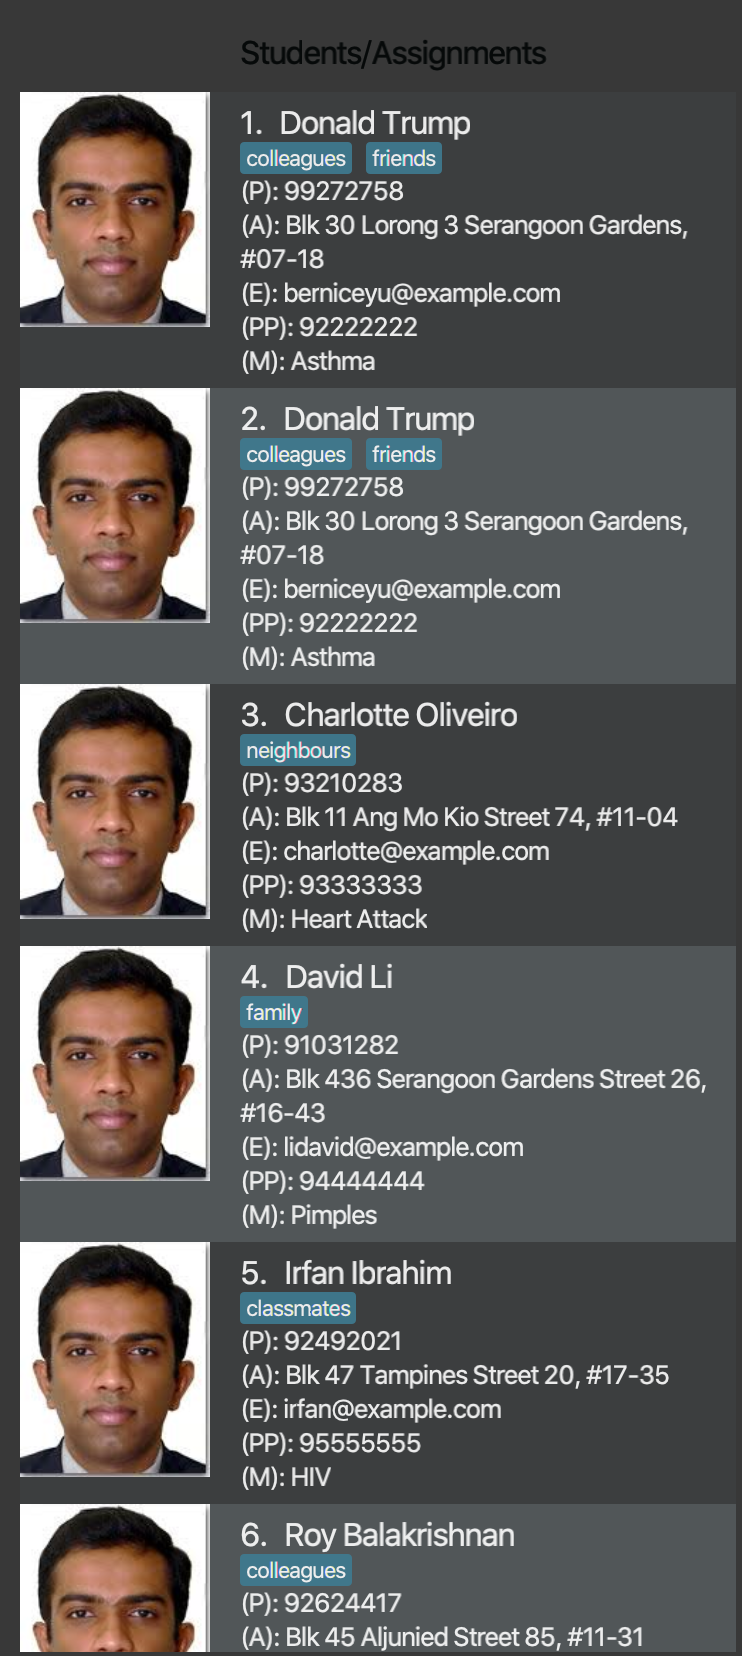 Students/Assignments
1. Donald Trump
colleagues friends
(P): 99272758
(A): Blk 30 Lorong 3 Serangoon Gardens,
#07-18
(E): berniceyu@example.com
(PP): 92222222
(M): Asthma
2. Donald Trump
colleagues friends
(P): 99272758
(A): Blk 30 Lorong 3 Serangoon Gardens,
#07-18
(E): berniceyu@example.com
(PP): 92222222
(M): Asthma
3. Charlotte Oliveiro
neighbours
(P): 93210283
(A): Blk 11 Ang Mo Kio Street 74, #11-04
(E): charlotte@example.com
(PP): 93333333
(M): Heart Attack
4. David Li
family
(P): 91031282
(A): Blk 436 Serangoon Gardens Street 26,
#16-43
(E): lidavid@example.com
(PP): 94444444
(M): Pimples
5. Irfan Ibrahim
classmates
(P): 92492021
(A): Blk 47 Tampines Street 20, #17-35
(E): irfan@example.com
(PP): 95555555
(M): HIV
6. Roy Balakrishnan
colleagues
(P): 92624417
(A): Blk 45 Aljunied Street 85, #11-31